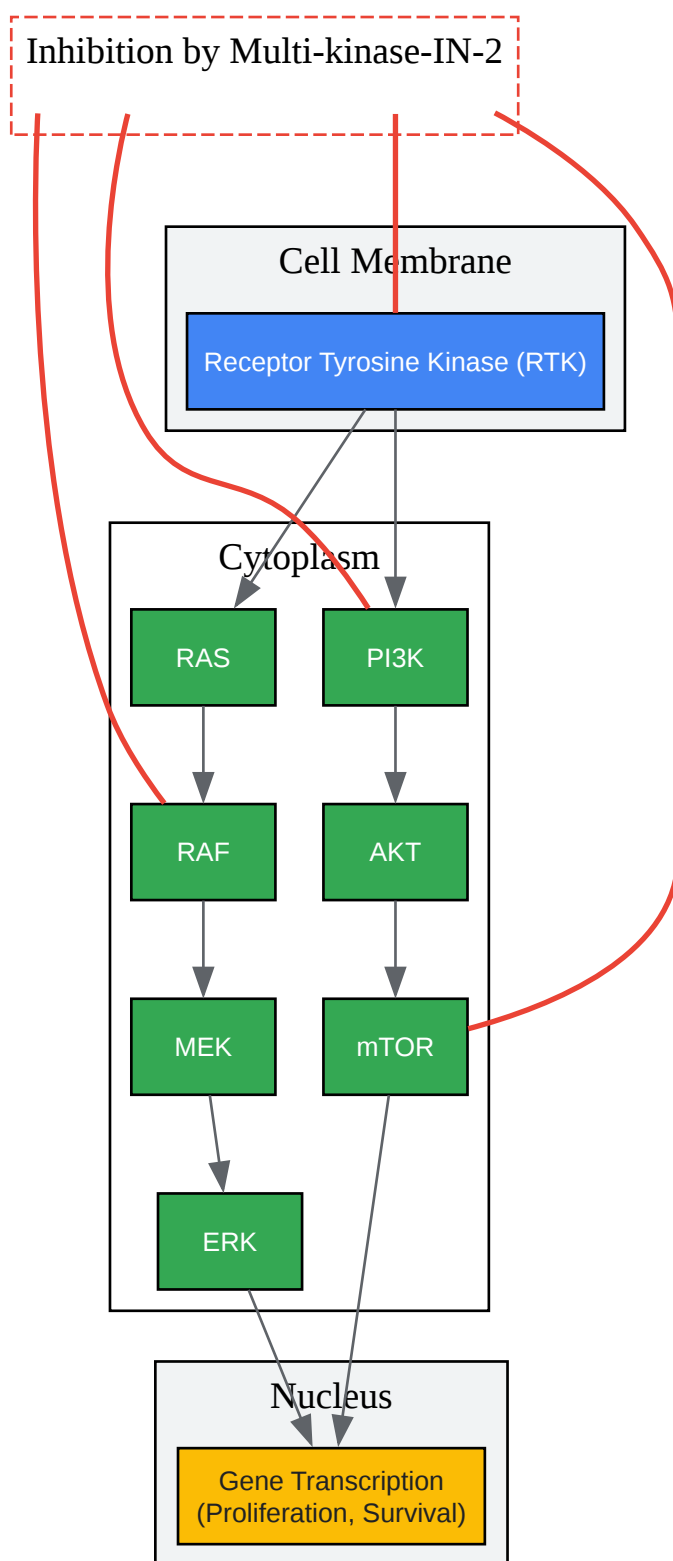 Inhibition by Multi-kinase-IN-2
Cell Membrane
Receptor Tyrosine Kinase (RTK)
Cytoplasm
RAS
PI3K
RAF
AKT
MEK
mTOR
ERK
Nucleus
Gene Transcription
(Proliferation, Survival)